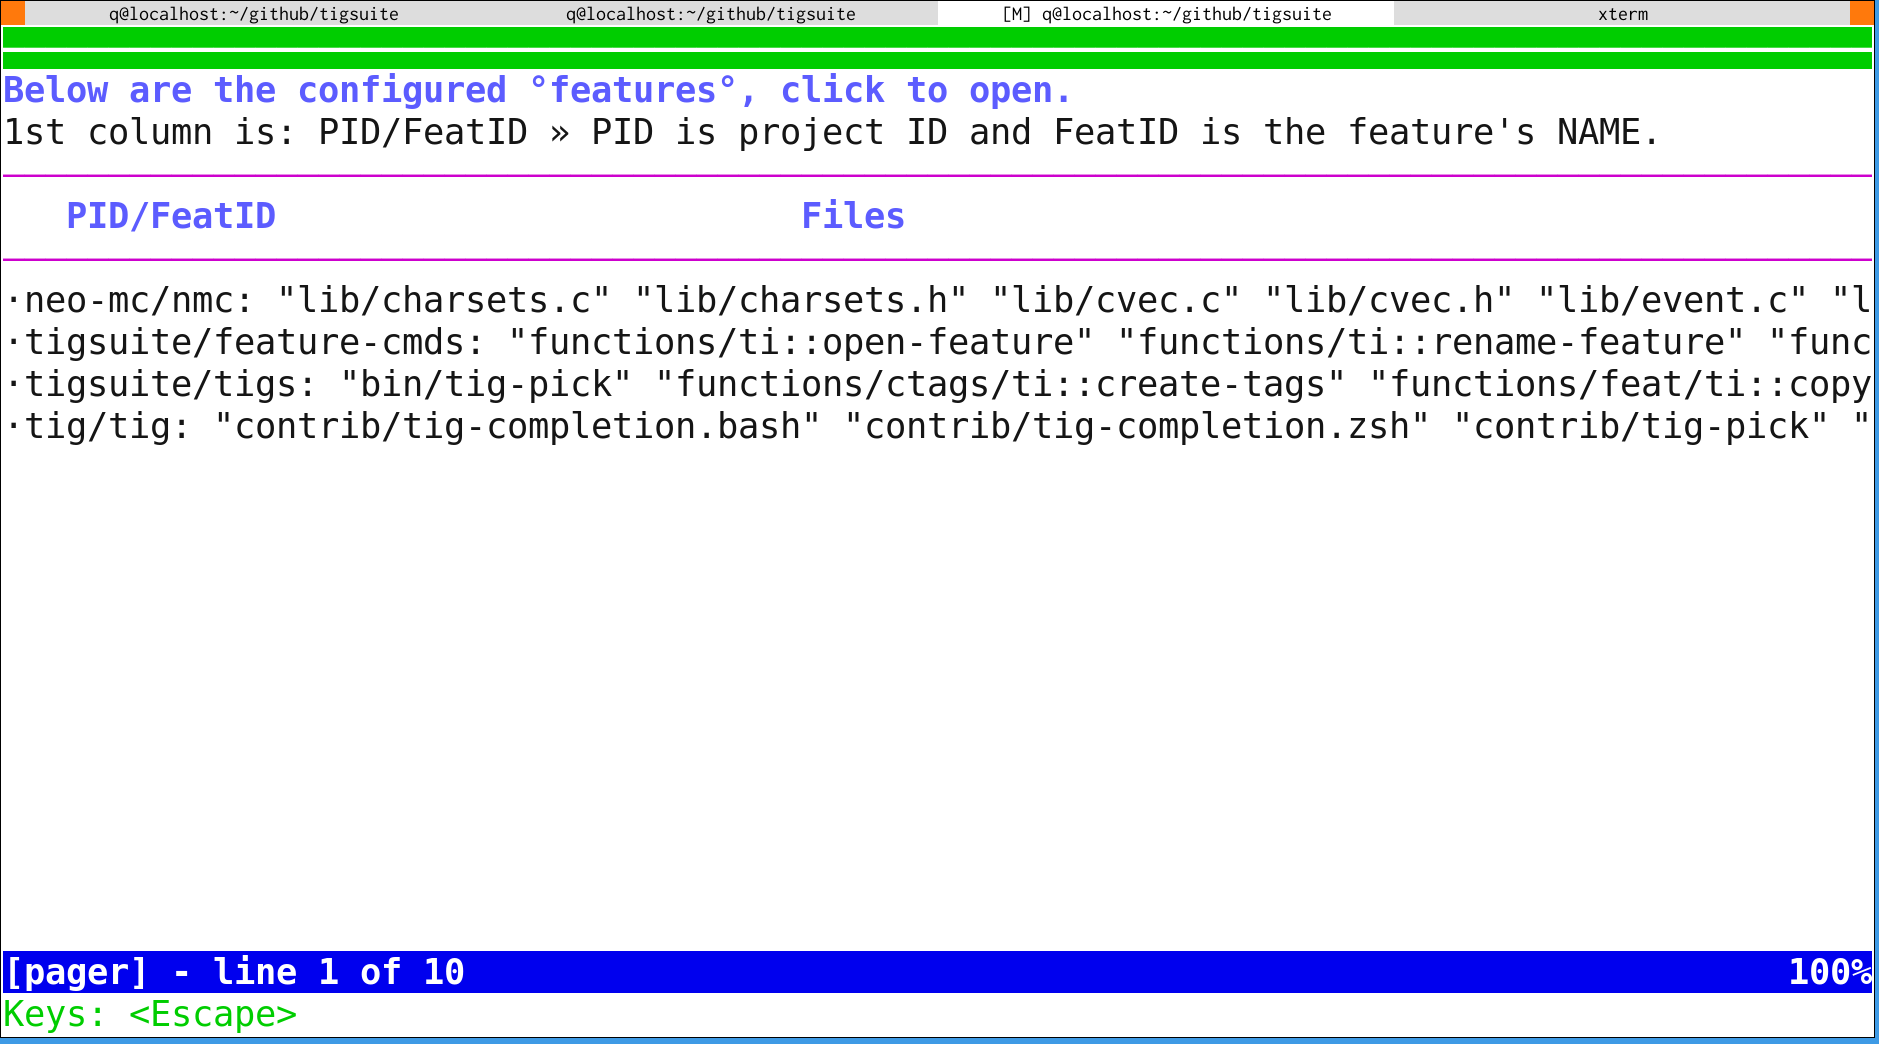 q@localhost:~/github/tigsuite q@localhost:~/github/tigsuite [M] q@localhost:~/github/tigsuite xterm
Below are the configured °features°, click to open.
1st column is: PID/FeatID » PID is project ID and FeatID is the feature's NAME.
PID/FeatID Files
·neo-mc/nmc: "lib/charsets.c" "lib/charsets.h" "lib/cvec.c" "lib/cvec.h" "lib/event.c" "l
·tigsuite/feature-cmds: "functions/ti::open-feature" "functions/ti::rename-feature" "func
·tigsuite/tigs: "bin/tig-pick" "functions/ctags/ti::create-tags" "functions/feat/ti::copy
·tig/tig: "contrib/tig-completion.bash" "contrib/tig-completion.zsh" "contrib/tig-pick" "
[pager] - line 1 of 10 100%
Keys: <Escape>